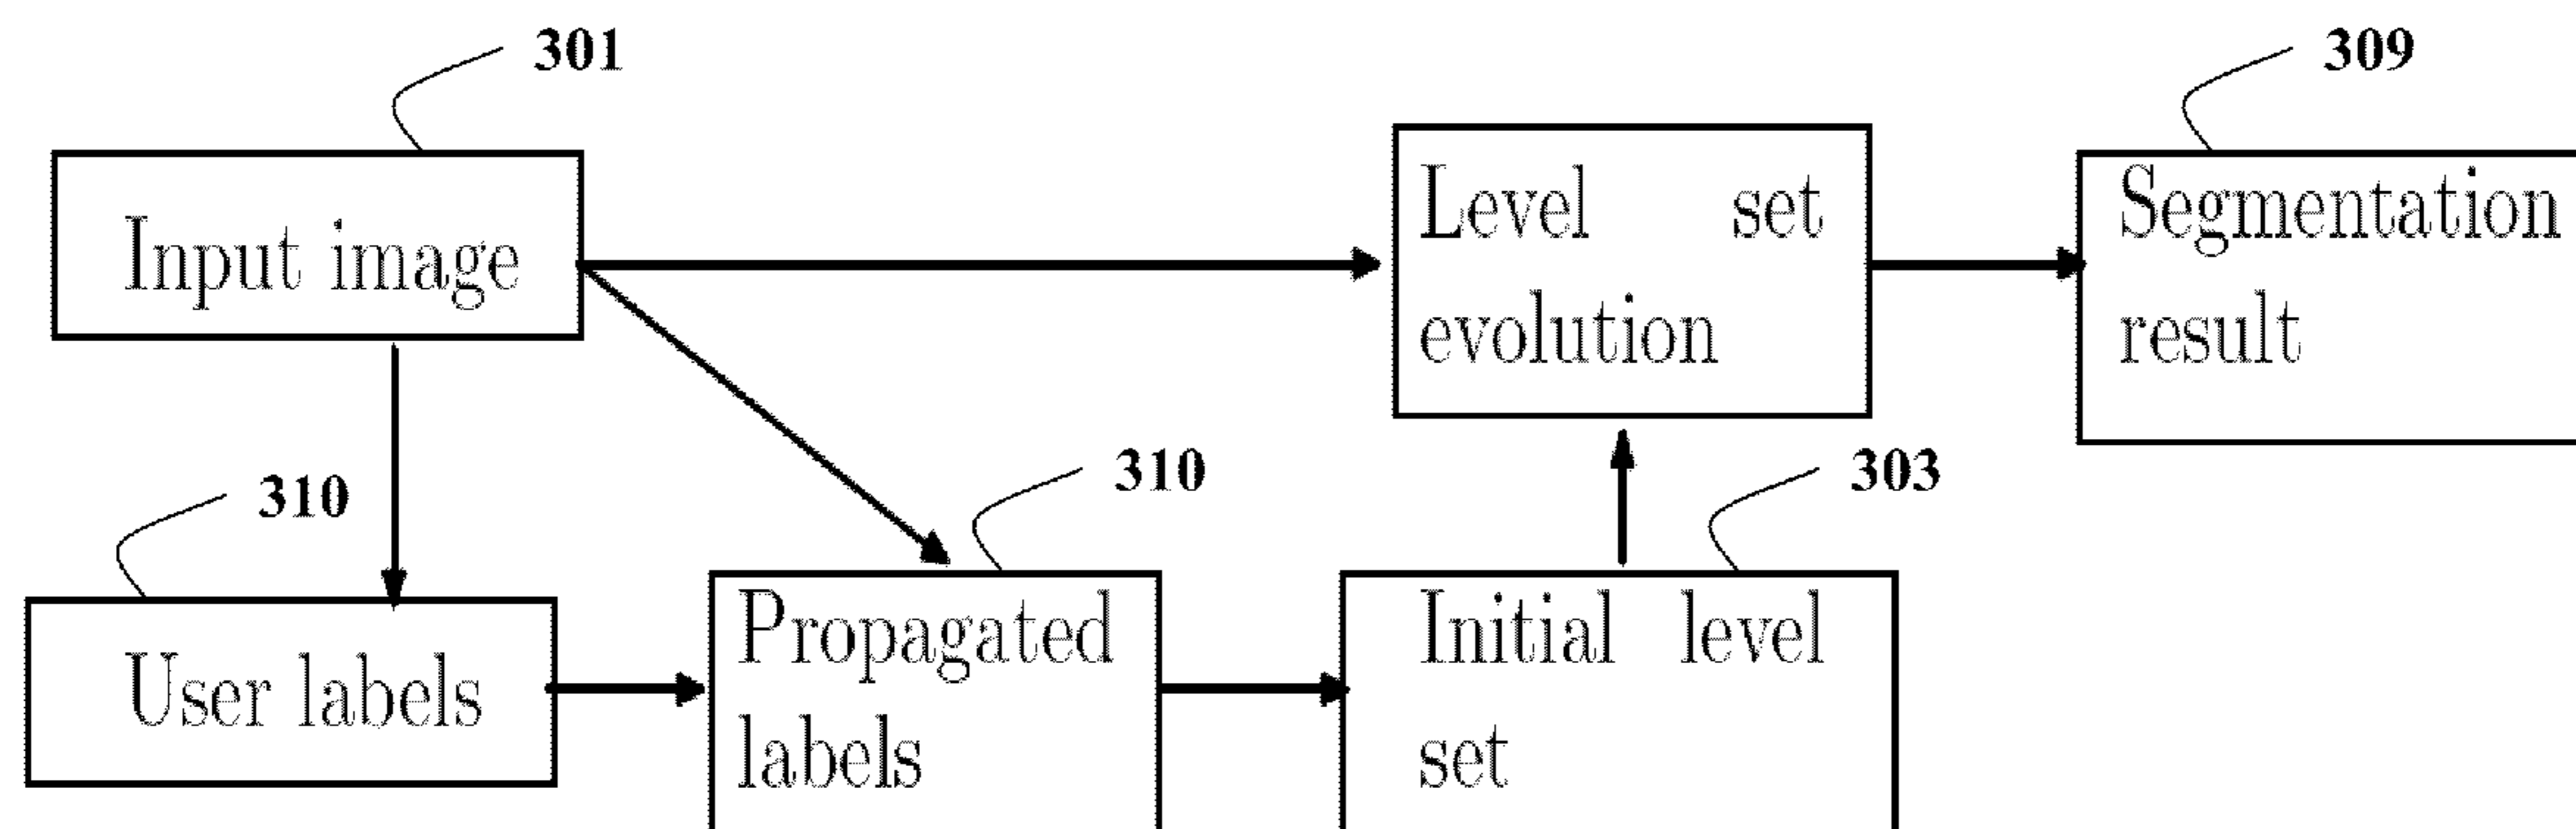 301
309
Input image
Level set
evolution
Segmentation
result
310
310
303
User labels
Propagated
labels
Initial level
set